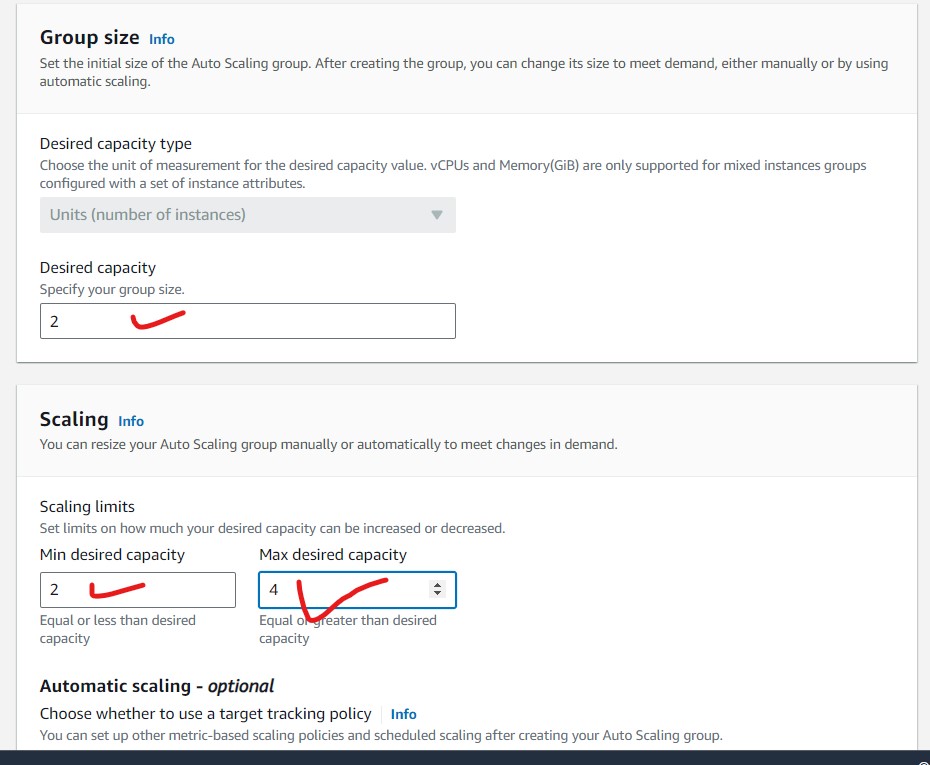 Group size Info
Set the initial size of the Auto Scaling group. After creating the group, you can change its size to meet demand, either manually or by using
automatic scaling.
Desired capacity type
Choose the unit of measurement for the desired capacity value. vCPUs and Memory(GiB) are only supported for mixed instances groups
configured with a set of instance attributes.
Units (number of instances)
Desired capacity
Specify your group size.
2
Scaling Info
You can resize your Auto Scaling group manually or automatically to meet changes in demand.
Scaling limits
Set limits on how much your desired capacity can be increased or decreased.
Min desired capacity
2
Equal or less than desired
capacity
Max desired capacity
4
Equal or greater than desired
capacity
Automatic scaling - optional
Choose whether to use a target tracking policy Info
You can set up other metric-based scaling policies and scheduled scaling after creating your Auto Scaling group.